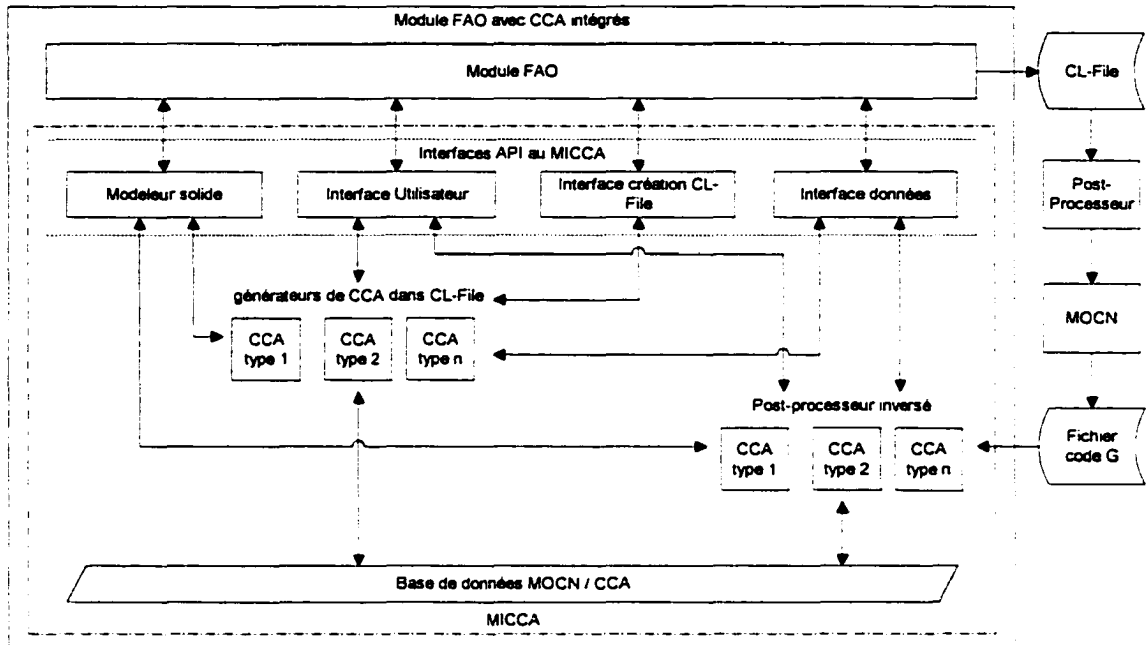 Module FAO avec CCA intégrés
Module FAO
CL-File
Interfaces API au MICCA
Modeleur solide
Interface Utilisateur
Interface création CL-
File
Interface données
Post-
Processeur
générateurs de CCA dans CL-File
MOCN
CCA
type 1
CCA
type 2
CCA
type n
Post-processeur inversé
CCA
type 1
CCA
type 2
CCA
type n
Fichier
code G
Base de données MOCN / CCA
MICCA